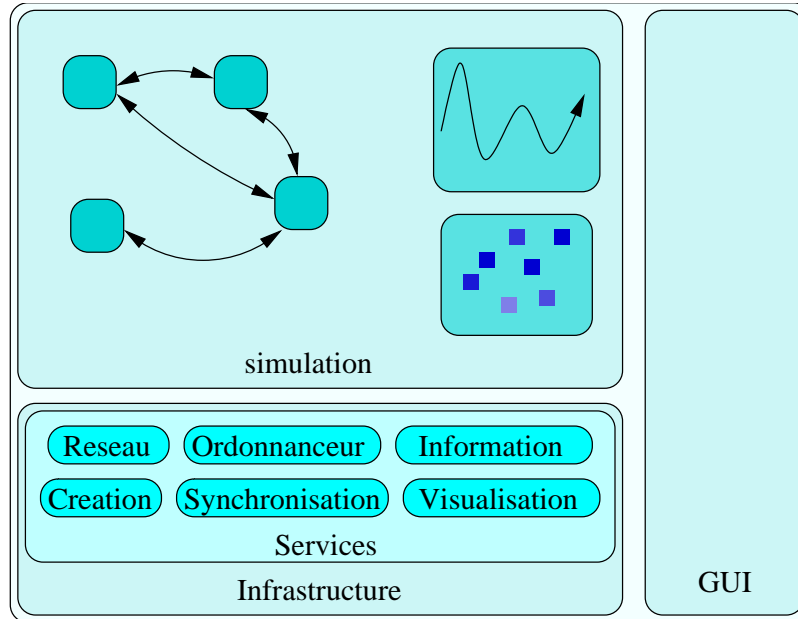 simulation
Reseau Ordonnanceur Information
Creation Synchronisation Visualisation
Services
Infrastructure
GUI